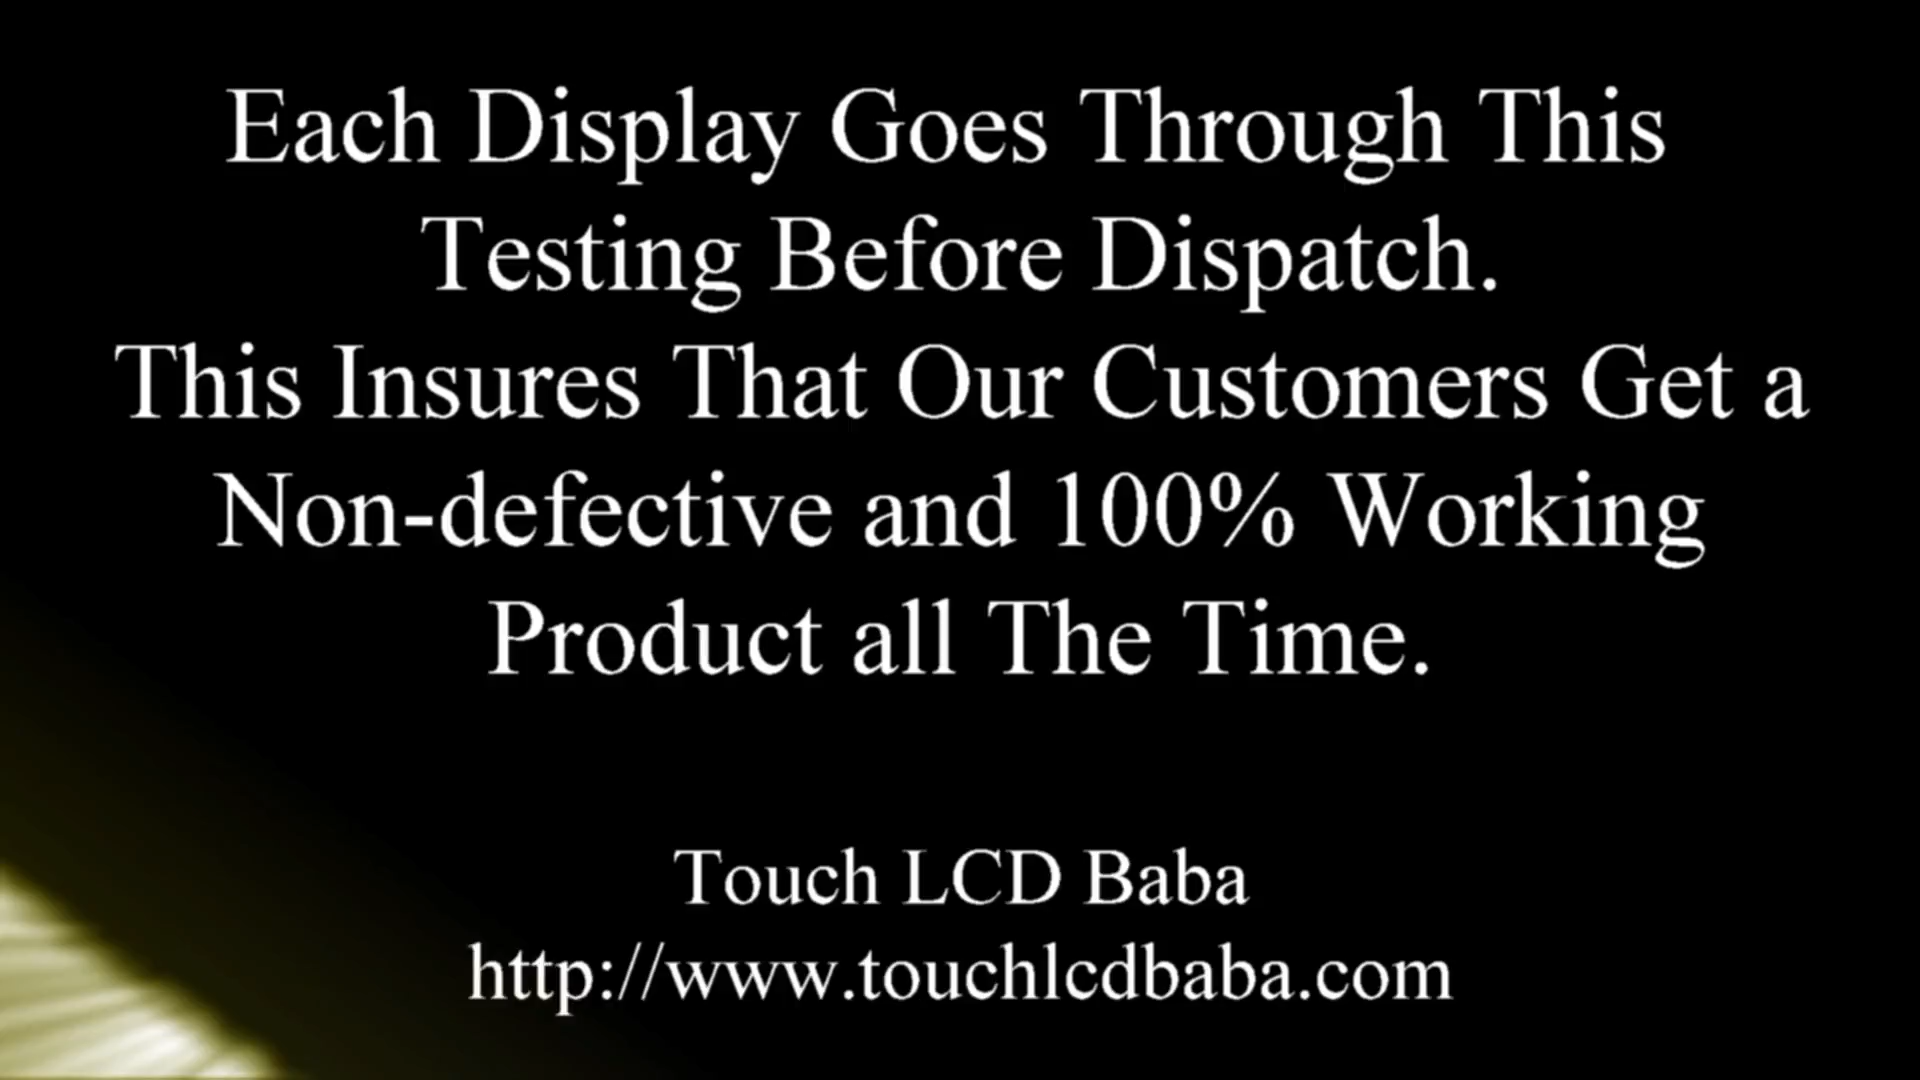 Each Display Goes Through This
Testing Before Dispatch.
This Insures That Our Customers Get a
Non-defective and 100% Working
Product all The Time.
Touch LCD Baba
http://www.touchlcdbaba.com